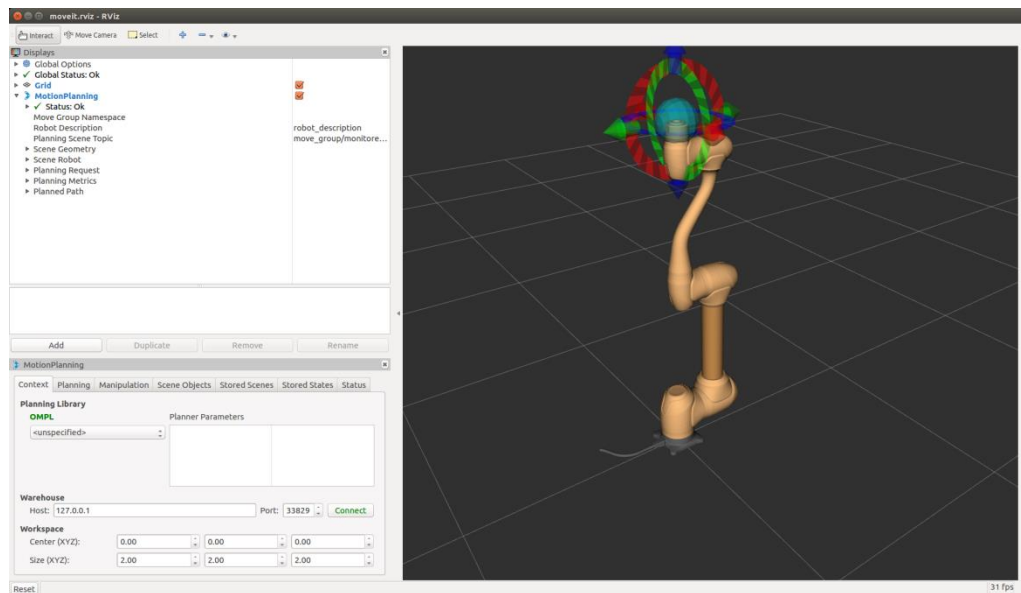 moveit.rviz - RViz
Interact Move Camera Select
Displays
Global Options
Global Status: Ok
Grid
MotionPlanning
Status: Ok
Move Group Namespace
Robot Description robot_description
Planning Scene Topic move_group/monitore...
Scene Geometry
Scene Robot
Planning Request
Planning Metrics
Planned Path
Add Duplicate Remove Rename
MotionPlanning
Context Planning Manipulation Scene Objects Stored Scenes Stored States Status
Planning Library
OMPL Planner Parameters
<unspecified>
Warehouse
Host: 127.0.0.1 Port: 33829 Connect
Workspace
Center (XYZ): 0.00 0.00 0.00
Size (XYZ): 2.00 2.00 2.00
Reset 31 fps